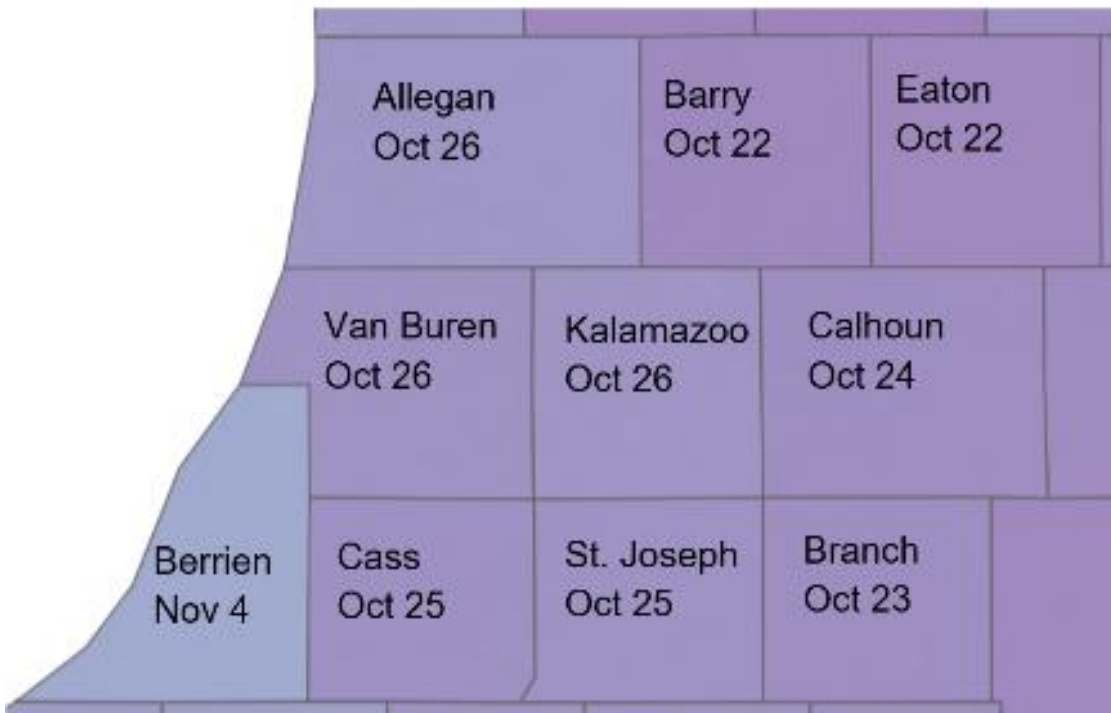 Allegan
Oct 26
Barry
Oct 22
Eaton
Oct 22
Van Buren
Oct 26
Kalamazoo
Oct 26
Calhoun
Oct 24
Berrien
Nov 4
Cass
Oct 25
St. Joseph
Oct 25
Branch
Oct 23